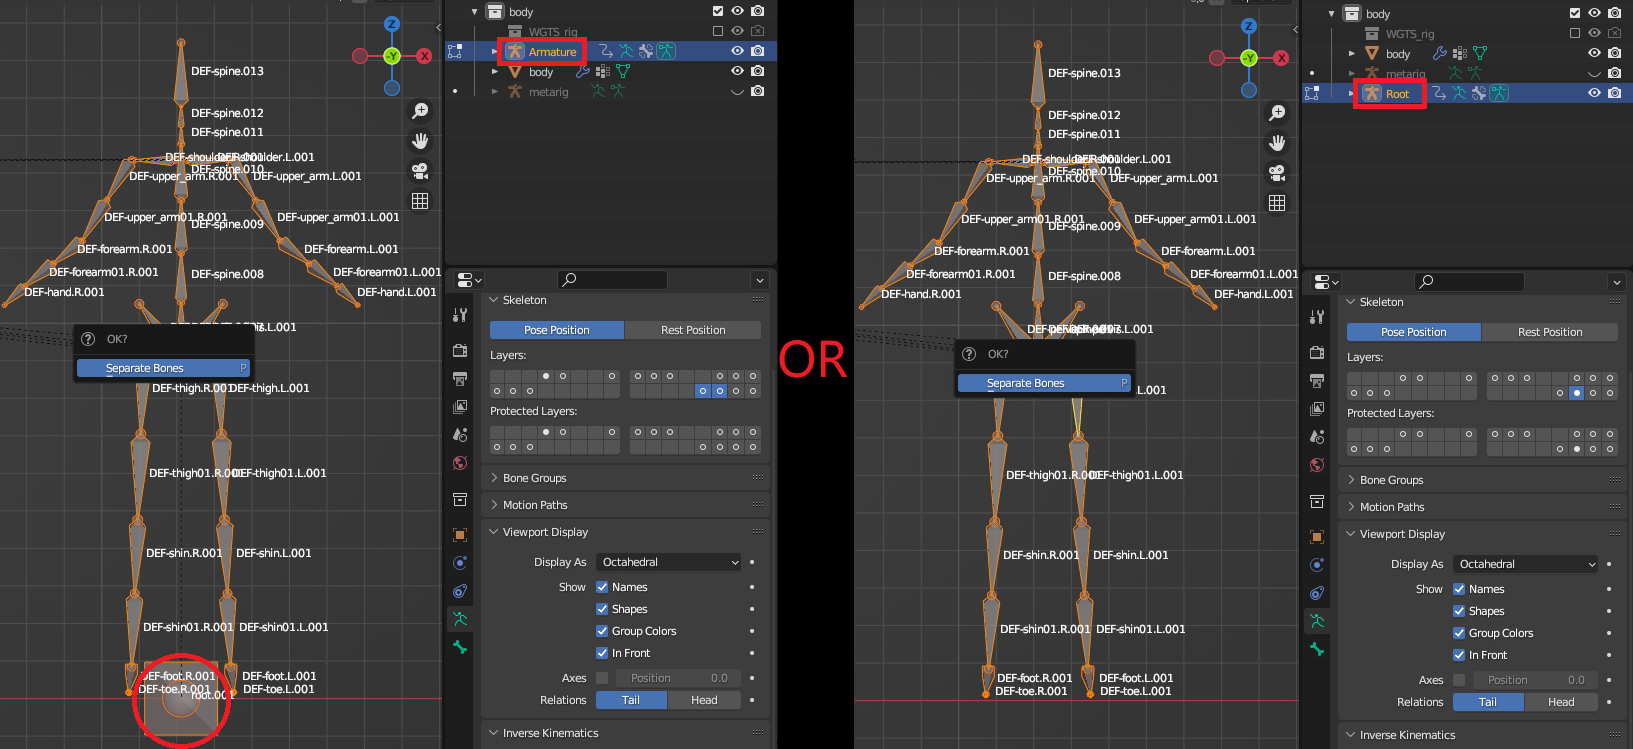 body
WGTS_rig
Armature
body
metarig
Z
-Y
X
DEF-spine.013
DEF-spine.012
DEF-spine.011
DEF-shoulder.L.001
DEF-spine.010
DEF-upper_arm.R.001
DEF-upper_arm.L.001
DEF-upper_arm01.R.001
DEF-upper_arm01.L.001
DEF-spine.009
DEF-forearm.R.001
DEF-forearm.L.001
DEF-forearm01.R.001
DEF-spine.008
DEF-forearm01.L.001
DEF-hand.R.001
DEF-hand.L.001
OK?
Separate Bones P
DEF-thigh.R.001
DEF-thigh.L.001
DEF-thigh01.R.001
DEF-thigh01.L.001
DEF-shin.R.001
DEF-shin.L.001
DEF-shin01.R.001
DEF-shin01.L.001
DEF-foot.R.001
DEF-foot.L.001
DEF-toe.R.001
root.001
DEF-toe.L.001
Skeleton
Pose Position Rest Position
Layers:
Protected Layers:
Bone Groups
Motion Paths
Viewport Display
Display As Octahedral
Show Names
Shapes
Group Colors
In Front
Axes Position 0.0
Relations Tail Head
Inverse Kinematics
OR
body
WGTS_rig
body
metarig
Root
Z
-Y
X
DEF-spine.013
DEF-spine.012
DEF-spine.011
DEF-shoulder.L.001
DEF-spine.010
DEF-upper_arm.R.001
DEF-upper_arm.L.001
DEF-upper_arm01.R.001
DEF-upper_arm01.L.001
DEF-spine.009
DEF-forearm.R.001
DEF-forearm.L.001
DEF-forearm01.R.001
DEF-spine.008
DEF-forearm01.L.001
DEF-hand.R.001
DEF-hand.L.001
OK?
Separate Bones P
DEF-thigh01.R.001
DEF-thigh01.L.001
DEF-shin.R.001
DEF-shin.L.001
DEF-shin01.R.001
DEF-shin01.L.001
DEF-foot.R.001
DEF-foot.L.001
DEF-toe.R.001
DEF-toe.L.001
Skeleton
Pose Position Rest Position
Layers:
Protected Layers:
Bone Groups
Motion Paths
Viewport Display
Display As Octahedral
Show Names
Shapes
Group Colors
In Front
Axes Position 0.0
Relations Tail Head
Inverse Kinematics